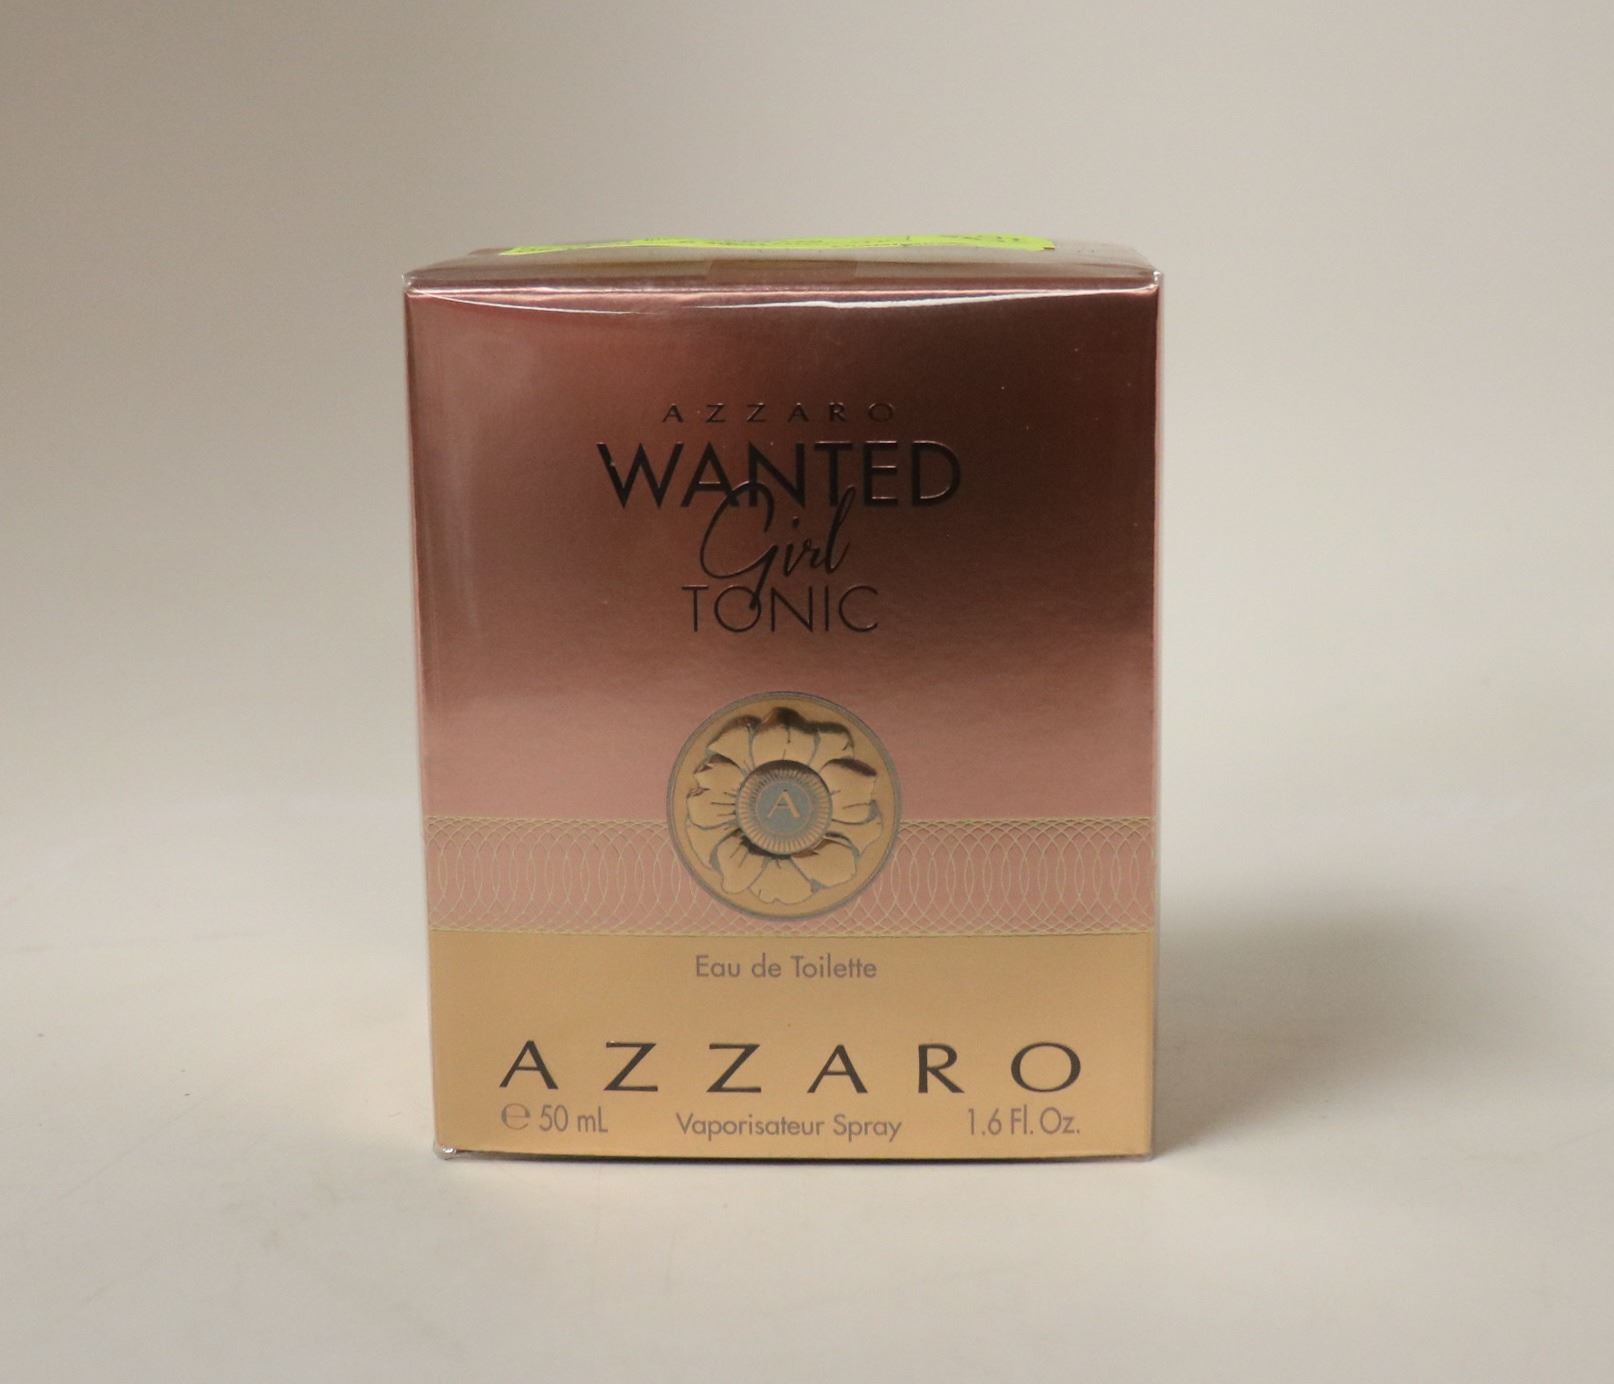 AZZARO
WANTED
Girl
TONIC
A
Eau de Toilette
AZZARO
℮ 50 mL Vaporisateur Spray 1.6 Fl. Oz.